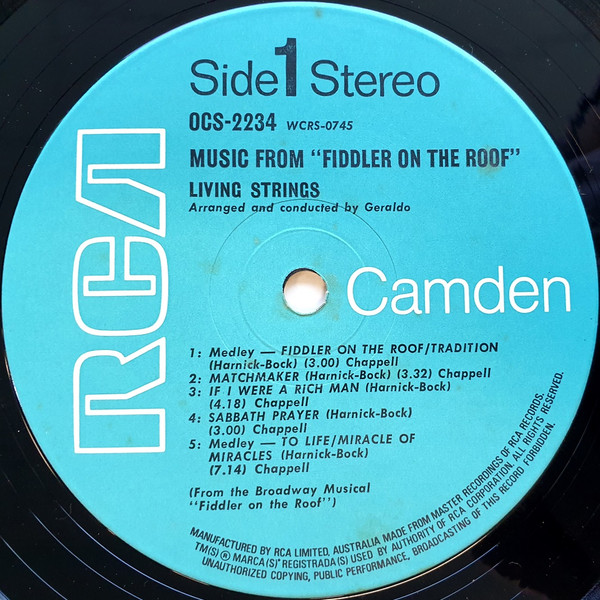 Side 1 Stereo
OCS-2234 WCRS-0745
MUSIC FROM "FIDDLER ON THE ROOF"
LIVING STRINGS
Arranged and conducted by Geraldo
RCA
Camden
1: Medley — FIDDLER ON THE ROOF/TRADITION
(Harnick-Bock) (3.00) Chappell
2: MATCHMAKER (Harnick-Bock) (3.32) Chappell
3: IF I WERE A RICH MAN (Harnick-Bock)
(4.18) Chappell
4: SABBATH PRAYER (Harnick-Bock)
(3.00) Chappell
5: Medley — TO LIFE/MIRACLE OF
MIRACLES (Harnick-Bock)
(7.14) Chappell
(From the Broadway Musical
"Fiddler on the Roof")
MANUFACTURED BY RCA LIMITED, AUSTRALIA MADE FROM MASTER RECORDINGS OF RCA RECORDS.
TM(S) ® MARCA(S) REGISTRADA(S) USED BY AUTHORITY OF RCA CORPORATION. ALL RIGHTS RESERVED.
UNAUTHORIZED COPYING, PUBLIC PERFORMANCE, BROADCASTING OF THIS RECORD FORBIDDEN.